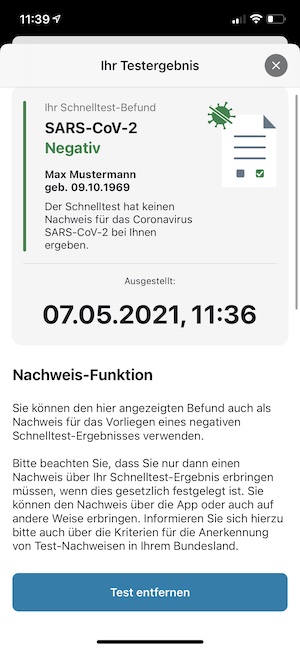 11:39
Ihr Testergebnis
Ihr Schnelltest-Befund
SARS-CoV-2
Negativ
Max Mustermann
geb. 09.10.1969
Der Schnelltest hat keinen
Nachweis für das Coronavirus
SARS-CoV-2 bei Ihnen
ergeben.
Ausgestellt:
07.05.2021, 11:36
Nachweis-Funktion
Sie können den hier angezeigten Befund auch als
Nachweis für das Vorliegen eines negativen
Schnelltest-Ergebnisses verwenden.
Bitte beachten Sie, dass Sie nur dann einen
Nachweis über Ihr Schnelltest-Ergebnis erbringen
müssen, wenn dies gesetzlich festgelegt ist. Sie
können den Nachweis über die App oder auch auf
andere Weise erbringen. Informieren Sie sich hierzu
bitte auch über die Kriterien für die Anerkennung
von Test-Nachweisen in Ihrem Bundesland.
Test entfernen